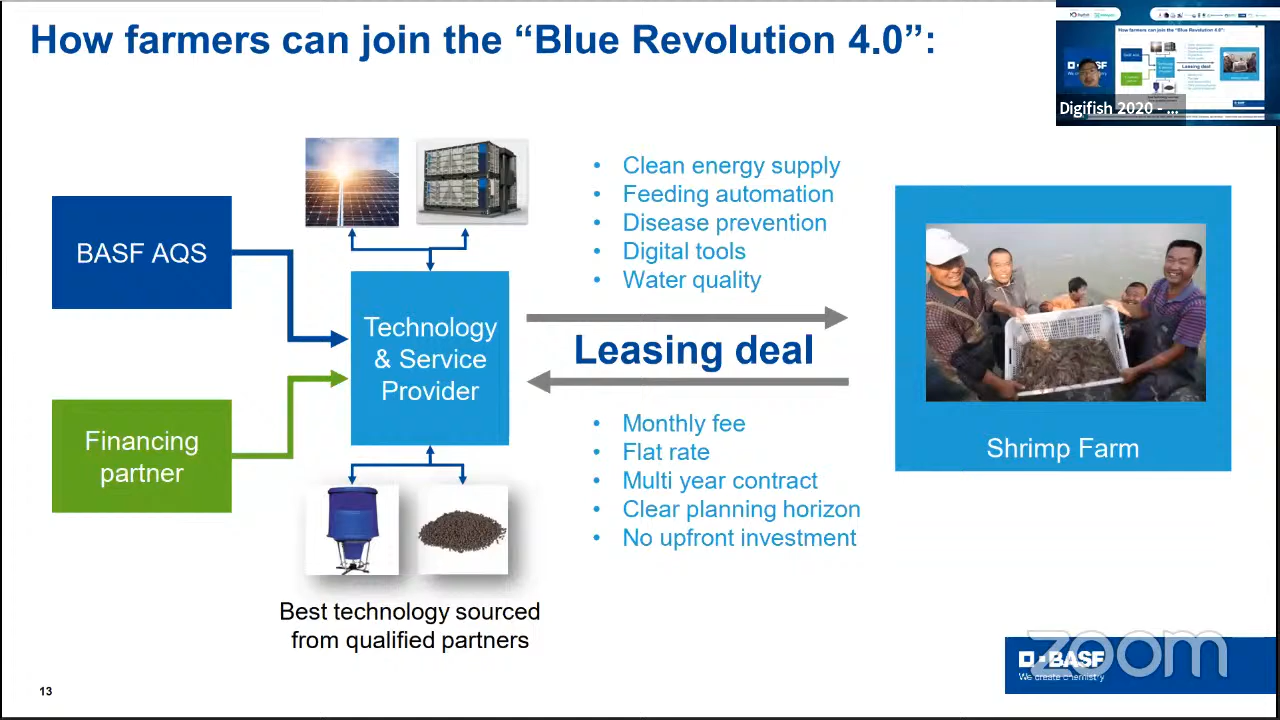 How farmers can join the “Blue Revolution 4.0”:
Digifish 2020 - ...
BASF AQS
Financing
partner
Technology
& Service
Provider
• Clean energy supply
• Feeding automation
• Disease prevention
• Digital tools
• Water quality
Leasing deal
• Monthly fee
• Flat rate
• Multi year contract
• Clear planning horizon
• No upfront investment
Shrimp Farm
Best technology sourced
from qualified partners
zoom
BASF
We create chemistry
13